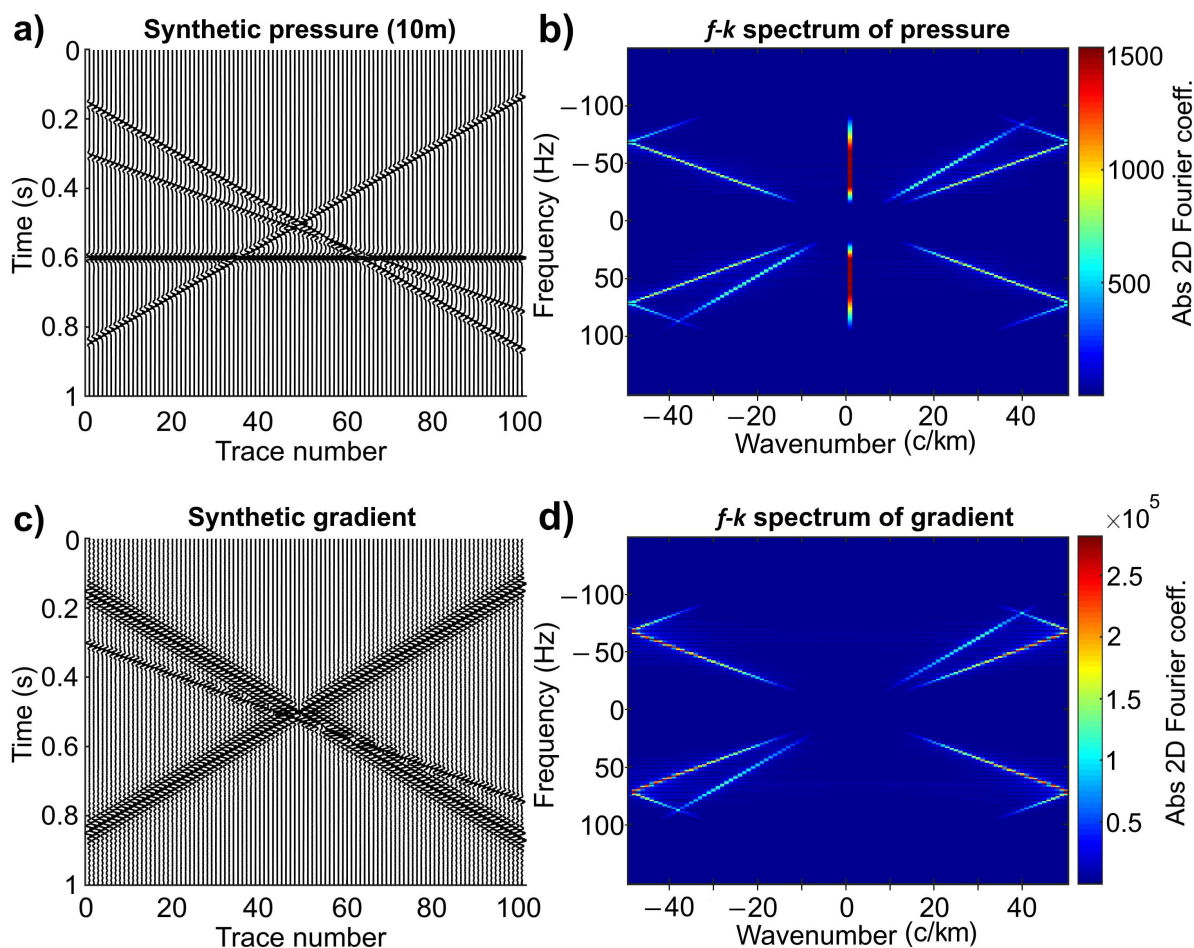 a)
Synthetic pressure (10m)
0
0.2
0.4
0.6
0.8
1
Time (s)
0 20 40 60 80 100
Trace number
b)
f-k spectrum of pressure
−100
−50
0
50
100
Frequency (Hz)
−40 −20 0 20 40
Wavenumber (c/km)
1500
1000
500
Abs 2D Fourier coeff.
c)
Synthetic gradient
0
0.2
0.4
0.6
0.8
1
Time (s)
0 20 40 60 80 100
Trace number
d)
f-k spectrum of gradient
−100
−50
0
50
100
Frequency (Hz)
−40 −20 0 20 40
Wavenumber (c/km)
×10⁵
2.5
2
1.5
1
0.5
Abs 2D Fourier coeff.